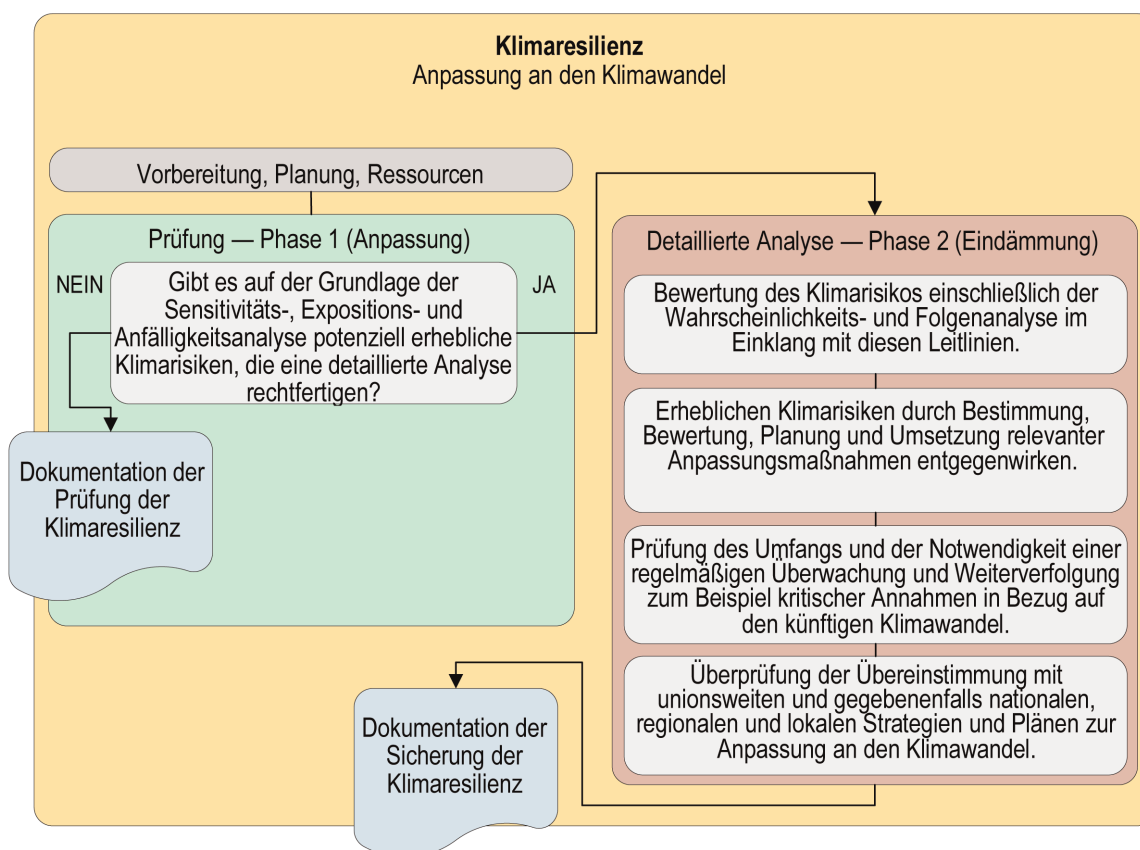 Klimaresilienz
Anpassung an den Klimawandel
Vorbereitung, Planung, Ressourcen
Prüfung — Phase 1 (Anpassung)
NEIN
Gibt es auf der Grundlage der
Sensitivitäts-, Expositions- und
Anfälligkeitsanalyse potenziell erhebliche
Klimarisiken, die eine detaillierte Analyse
rechtfertigen?
JA
Dokumentation der
Prüfung der
Klimaresilienz
Detaillierte Analyse — Phase 2 (Eindämmung)
Bewertung des Klimarisikos einschließlich der
Wahrscheinlichkeits- und Folgenanalyse im
Einklang mit diesen Leitlinien.
Erheblichen Klimarisiken durch Bestimmung,
Bewertung, Planung und Umsetzung relevanter
Anpassungsmaßnahmen entgegenwirken.
Prüfung des Umfangs und der Notwendigkeit einer
regelmäßigen Überwachung und Weiterverfolgung
zum Beispiel kritischer Annahmen in Bezug auf
den künftigen Klimawandel.
Überprüfung der Übereinstimmung mit
unionsweiten und gegebenenfalls nationalen,
regionalen und lokalen Strategien und Plänen zur
Anpassung an den Klimawandel.
Dokumentation der
Sicherung der
Klimaresilienz